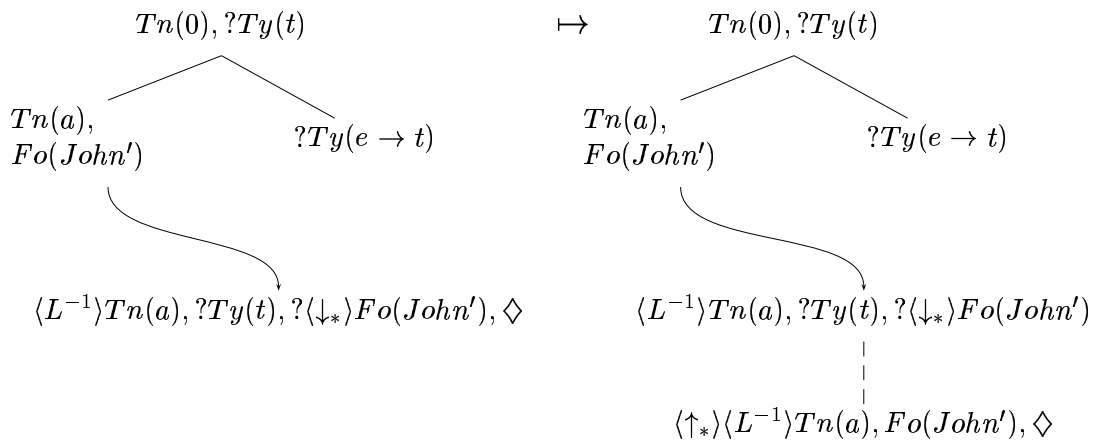 Tn(0), ?Ty(t) ↦ Tn(0), ?Ty(t)
Tn(a),
Fo(John′) ?Ty(e → t) Tn(a),
Fo(John′) ?Ty(e → t)
⟨L⁻¹⟩Tn(a), ?Ty(t), ?⟨↓*⟩Fo(John′), ♢ ⟨L⁻¹⟩Tn(a), ?Ty(t), ?⟨↓*⟩Fo(John′)
⟨↑*⟩⟨L⁻¹⟩Tn(a), Fo(John′), ♢